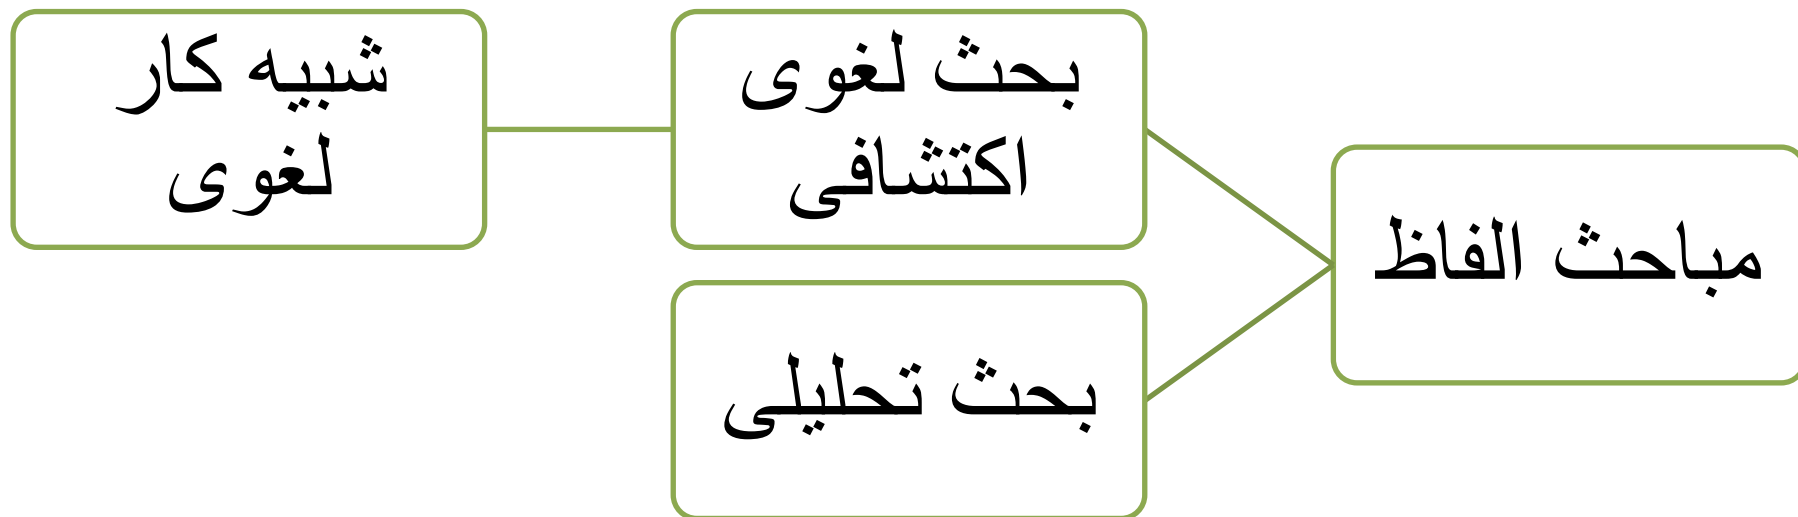 مباحث الفاظ
بحث لغوی
اکتشافی
شبیه کار
لغوی
بحث تحلیلی